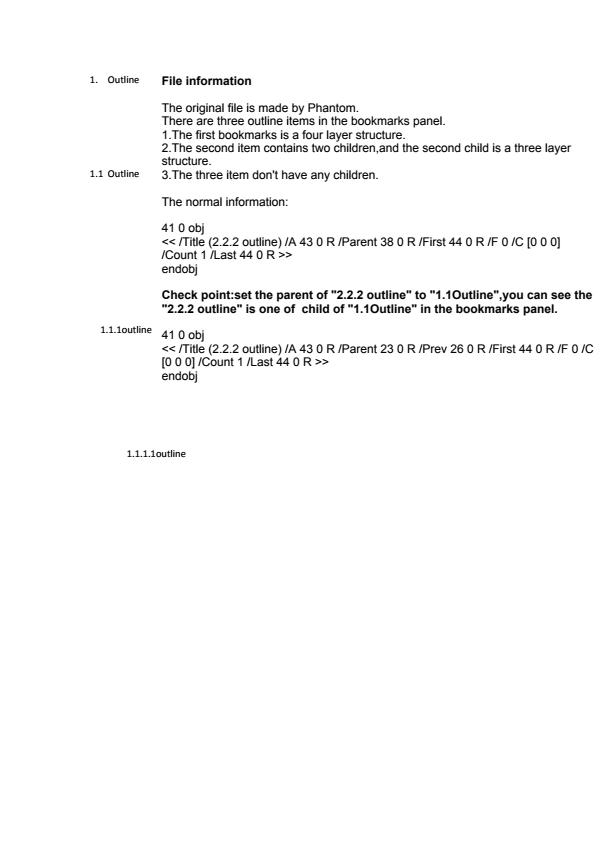 1. Outline
File information
The original file is made by Phantom.
There are three outline items in the bookmarks panel.
1.The first bookmarks is a four layer structure.
2.The second item contains two children,and the second child is a three layer
structure.
1.1 Outline
3.The three item don't have any children.
The normal information:
41 0 obj
<< /Title (2.2.2 outline) /A 43 0 R /Parent 38 0 R /First 44 0 R /F 0 /C [0 0 0]
/Count 1 /Last 44 0 R >>
endobj
Check point:set the parent of "2.2.2 outline" to "1.1Outline",you can see the
"2.2.2 outline" is one of  child of "1.1Outline" in the bookmarks panel.
1.1.1outline
41 0 obj
<< /Title (2.2.2 outline) /A 43 0 R /Parent 23 0 R /Prev 26 0 R /First 44 0 R /F 0 /C
[0 0 0] /Count 1 /Last 44 0 R >>
endobj
1.1.1.1outline